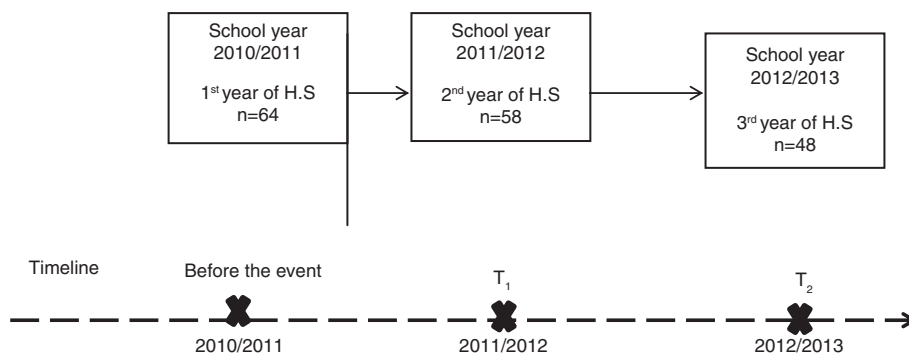 School year
2010/2011
1st year of H.S
n=64
School year
2011/2012
2nd year of H.S
n=58
School year
2012/2013
3rd year of H.S
n=48
Timeline
Before the event
T1
T2
2010/2011
2011/2012
2012/2013